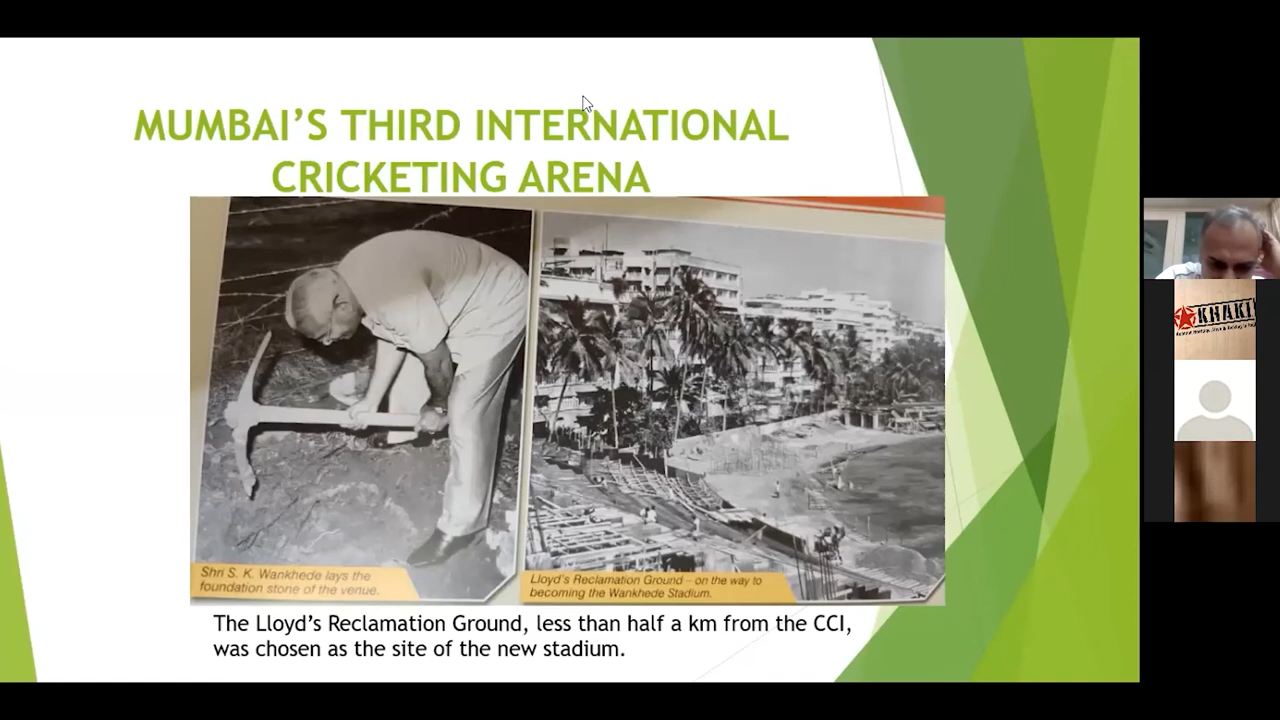 MUMBAI’S THIRD INTERNATIONAL
CRICKETING ARENA
Shri S. K. Wankhede lays the
foundation stone of the venue.
Lloyd's Reclamation Ground – on the way to
becoming the Wankhede Stadium.
The Lloyd’s Reclamation Ground, less than half a km from the CCI,
was chosen as the site of the new stadium.
KHAKI